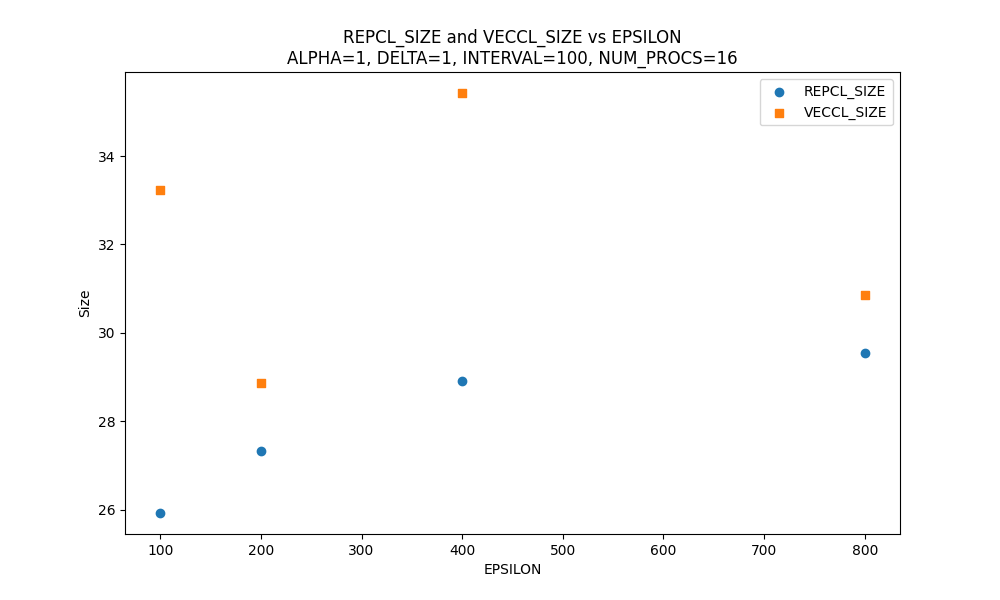 REPCL_SIZE and VECCL_SIZE vs EPSILON
ALPHA=1, DELTA=1, INTERVAL=100, NUM_PROCS=16
REPCL_SIZE
VECCL_SIZE
34
32
30
28
26
Size
100 200 300 400 500 600 700 800
EPSILON